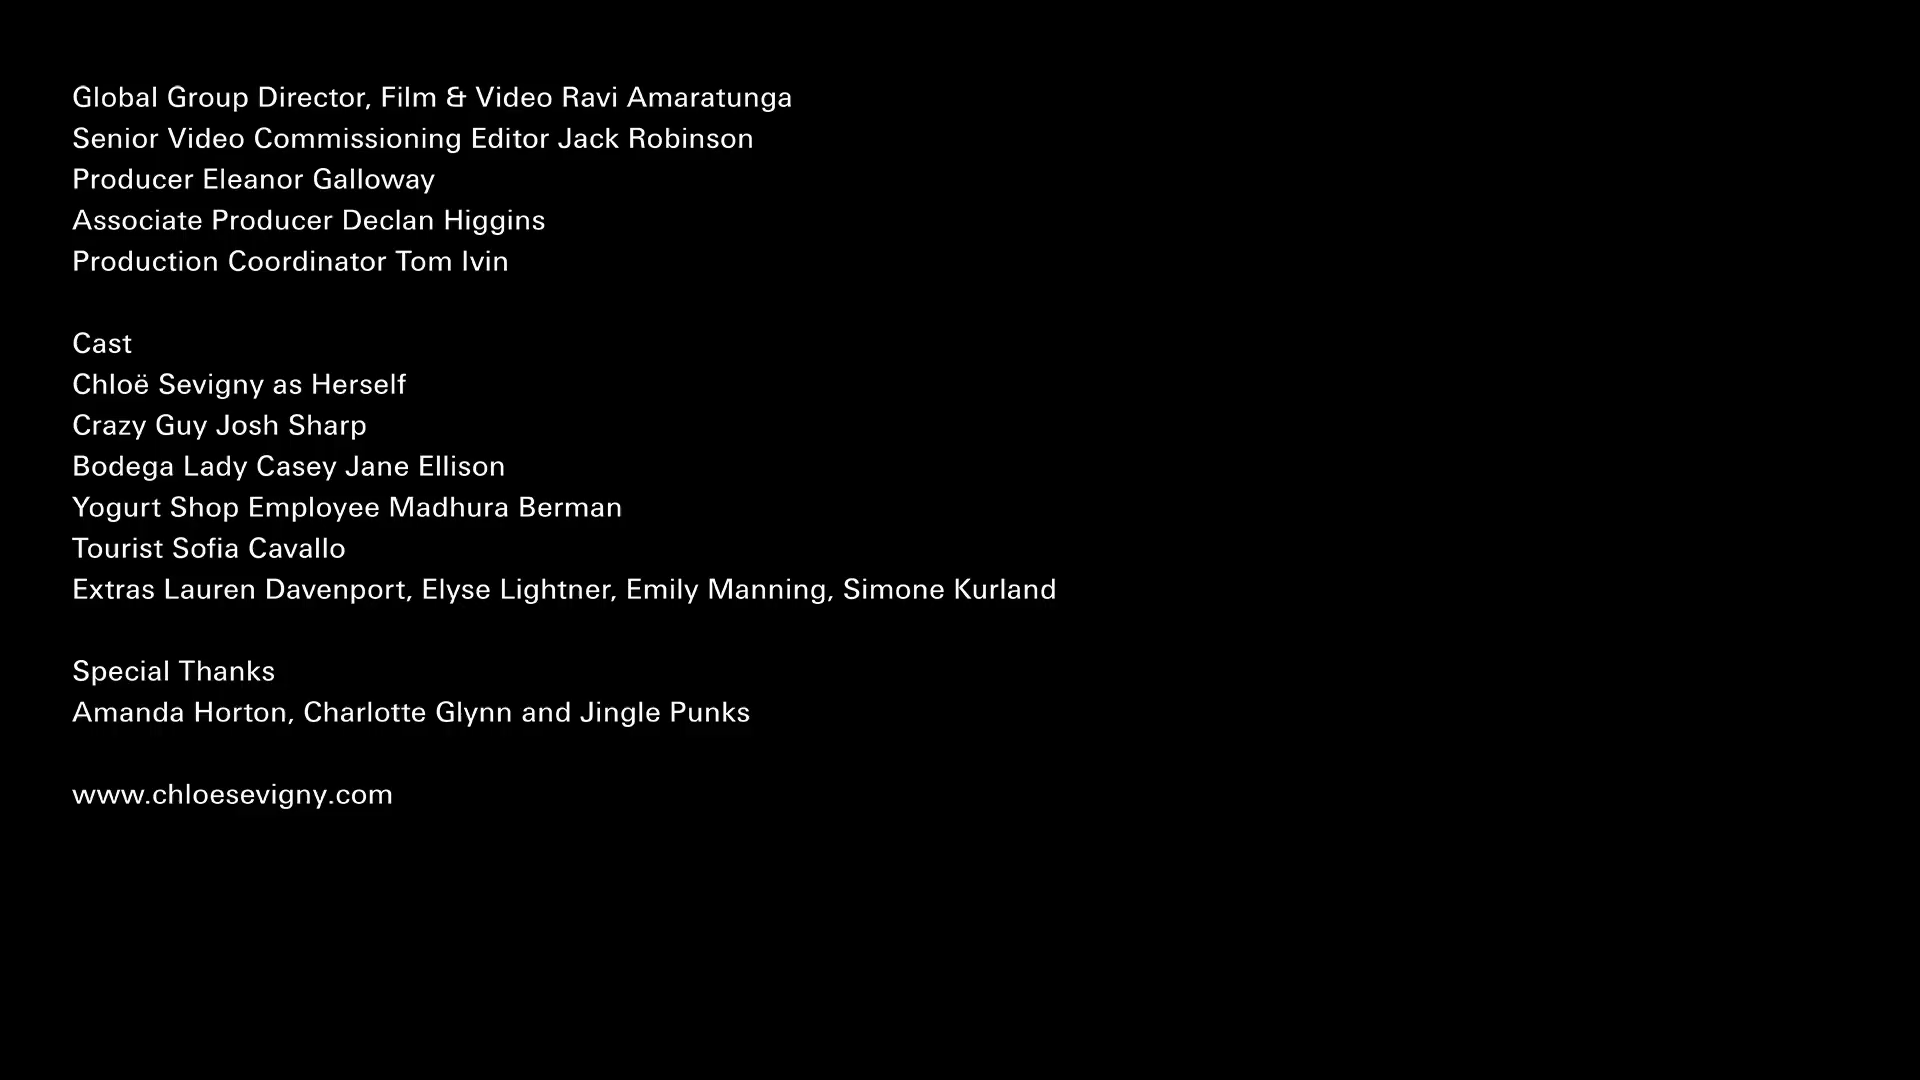 Global Group Director, Film & Video Ravi Amaratunga
Senior Video Commissioning Editor Jack Robinson
Producer Eleanor Galloway
Associate Producer Declan Higgins
Production Coordinator Tom Ivin
Cast
Chloë Sevigny as Herself
Crazy Guy Josh Sharp
Bodega Lady Casey Jane Ellison
Yogurt Shop Employee Madhura Berman
Tourist Sofia Cavallo
Extras Lauren Davenport, Elyse Lightner, Emily Manning, Simone Kurland
Special Thanks
Amanda Horton, Charlotte Glynn and Jingle Punks
www.chloesevigny.com